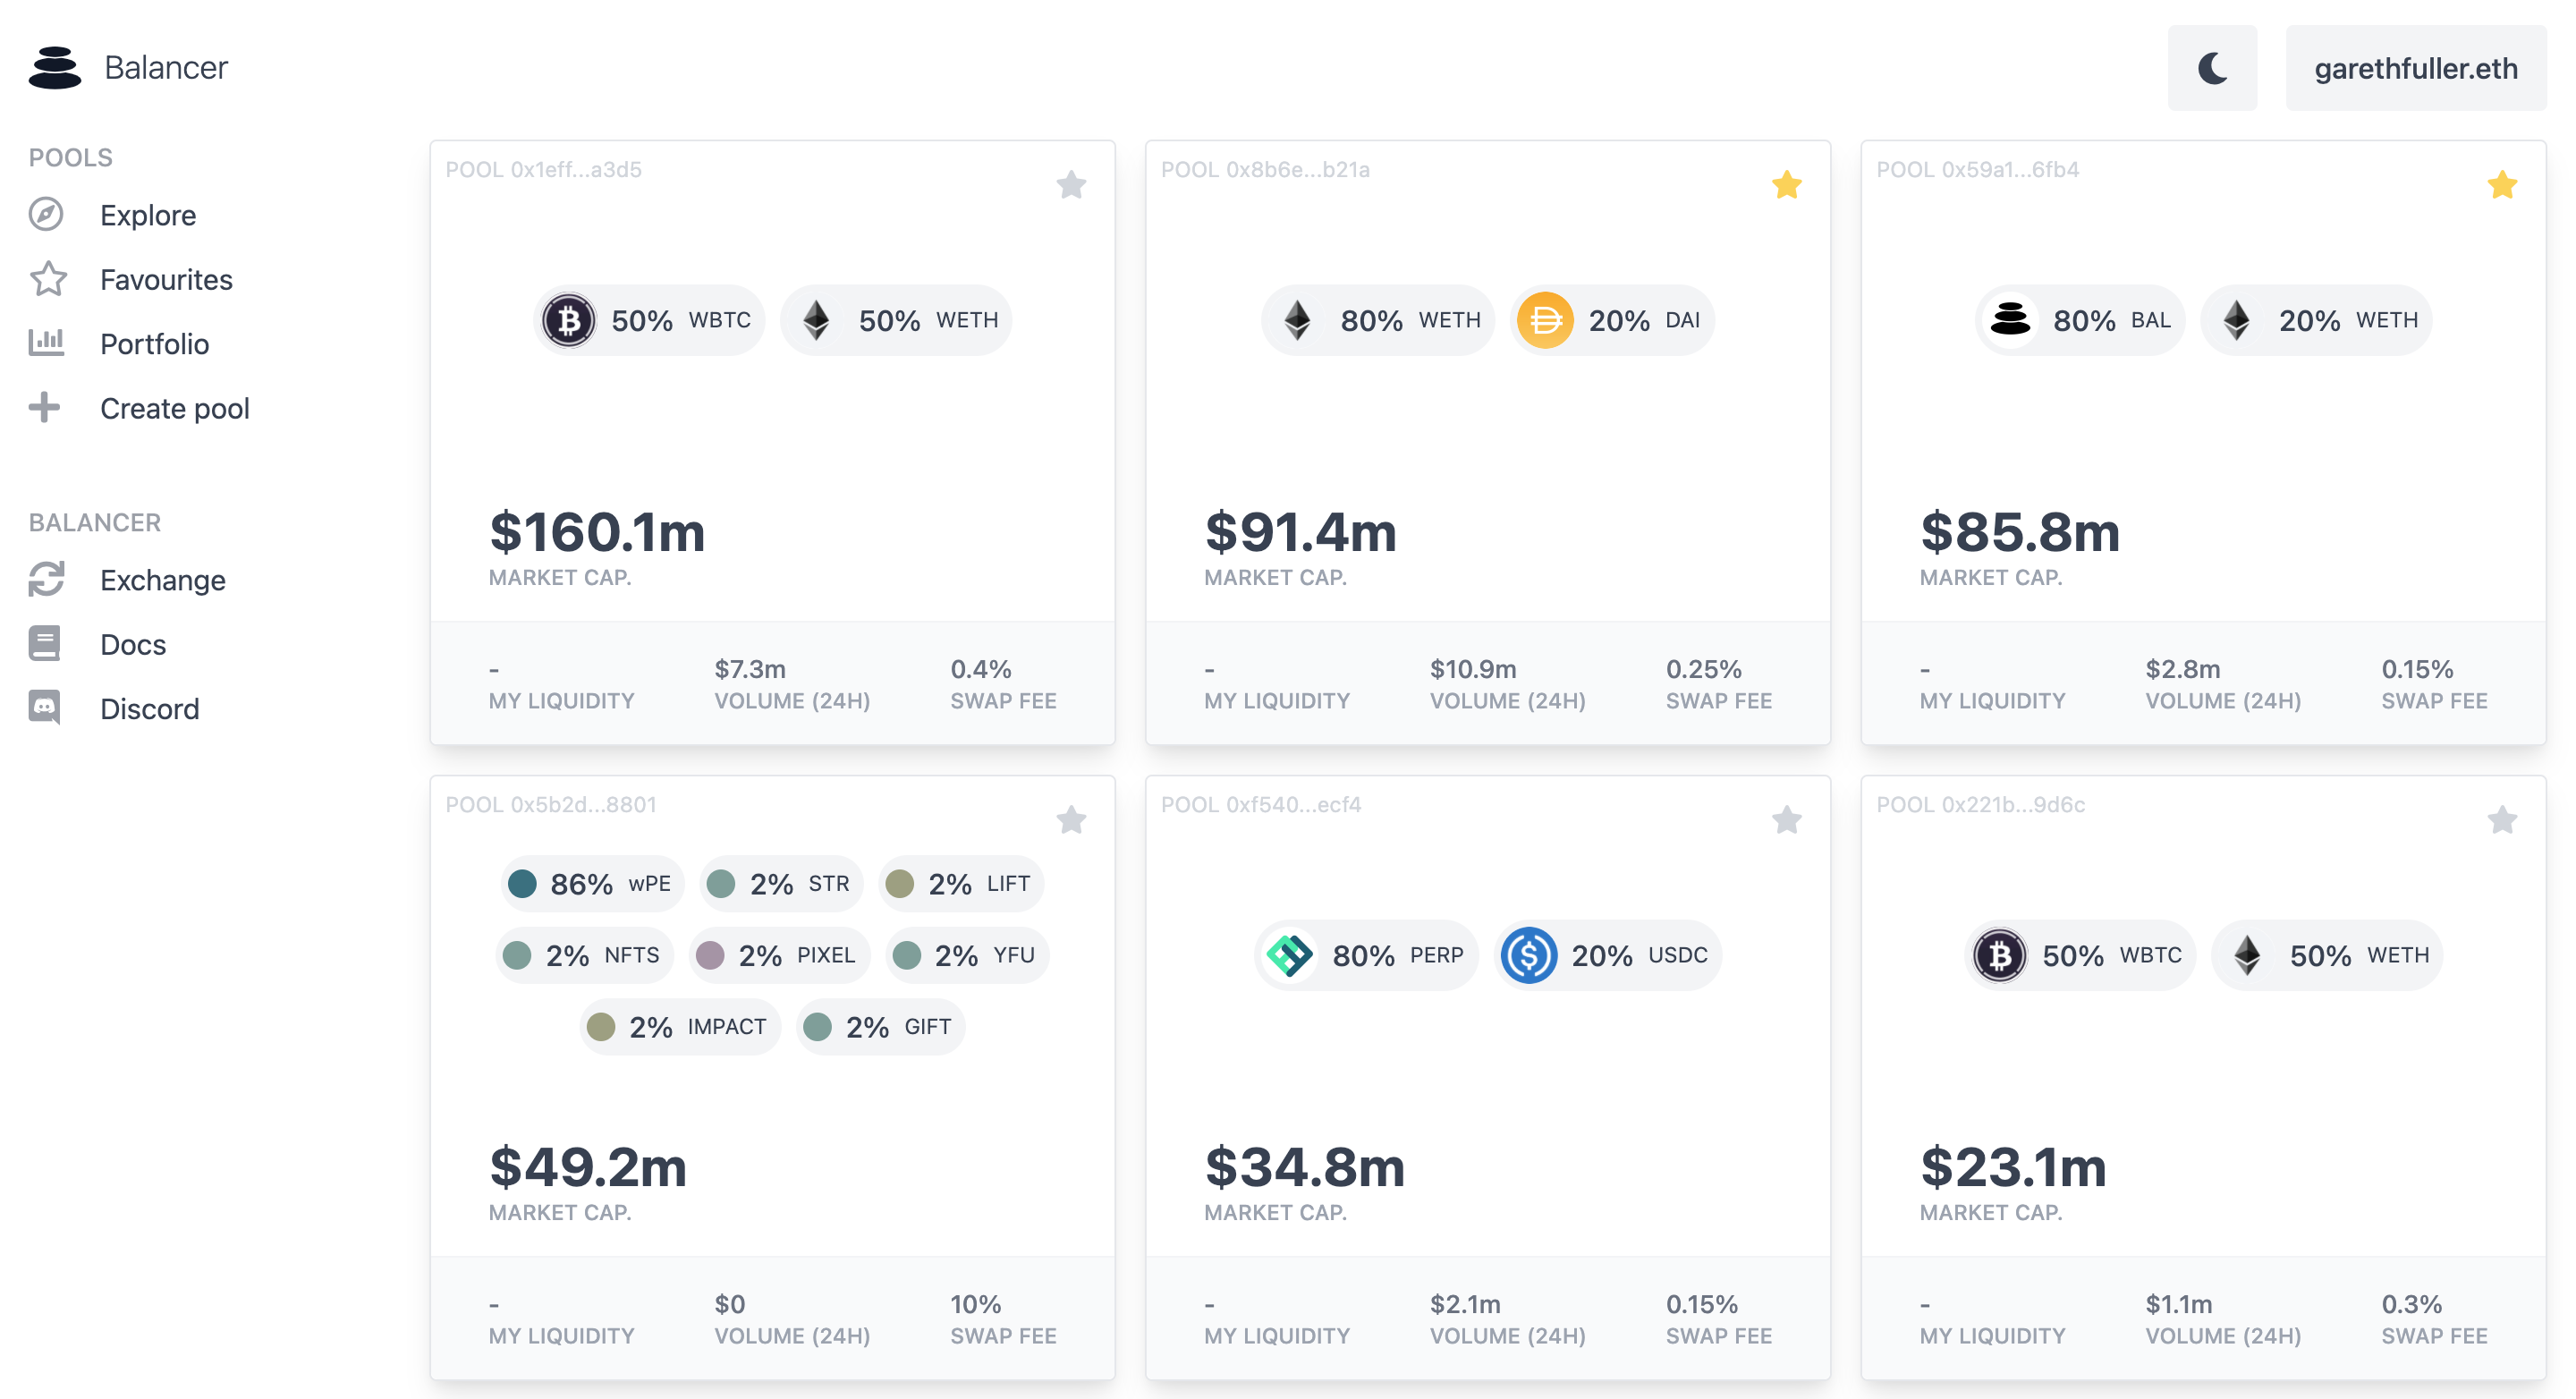 Balancer
garethfuller.eth
POOLS
Explore
Favourites
Portfolio
Create pool
BALANCER
Exchange
Docs
Discord
POOL 0x1eff...a3d5
50% WBTC 50% WETH
$160.1m
MARKET CAP.
- $7.3m 0.4%
MY LIQUIDITY VOLUME (24H) SWAP FEE
POOL 0x8b6e...b21a
80% WETH 20% DAI
$91.4m
MARKET CAP.
- $10.9m 0.25%
MY LIQUIDITY VOLUME (24H) SWAP FEE
POOL 0x59a1...6fb4
80% BAL 20% WETH
$85.8m
MARKET CAP.
- $2.8m 0.15%
MY LIQUIDITY VOLUME (24H) SWAP FEE
POOL 0x5b2d...8801
86% wPE 2% STR 2% LIFT
2% NFTS 2% PIXEL 2% YFU
2% IMPACT 2% GIFT
$49.2m
MARKET CAP.
- $0 10%
MY LIQUIDITY VOLUME (24H) SWAP FEE
POOL 0xf540...ecf4
80% PERP 20% USDC
$34.8m
MARKET CAP.
- $2.1m 0.15%
MY LIQUIDITY VOLUME (24H) SWAP FEE
POOL 0x221b...9d6c
50% WBTC 50% WETH
$23.1m
MARKET CAP.
- $1.1m 0.3%
MY LIQUIDITY VOLUME (24H) SWAP FEE